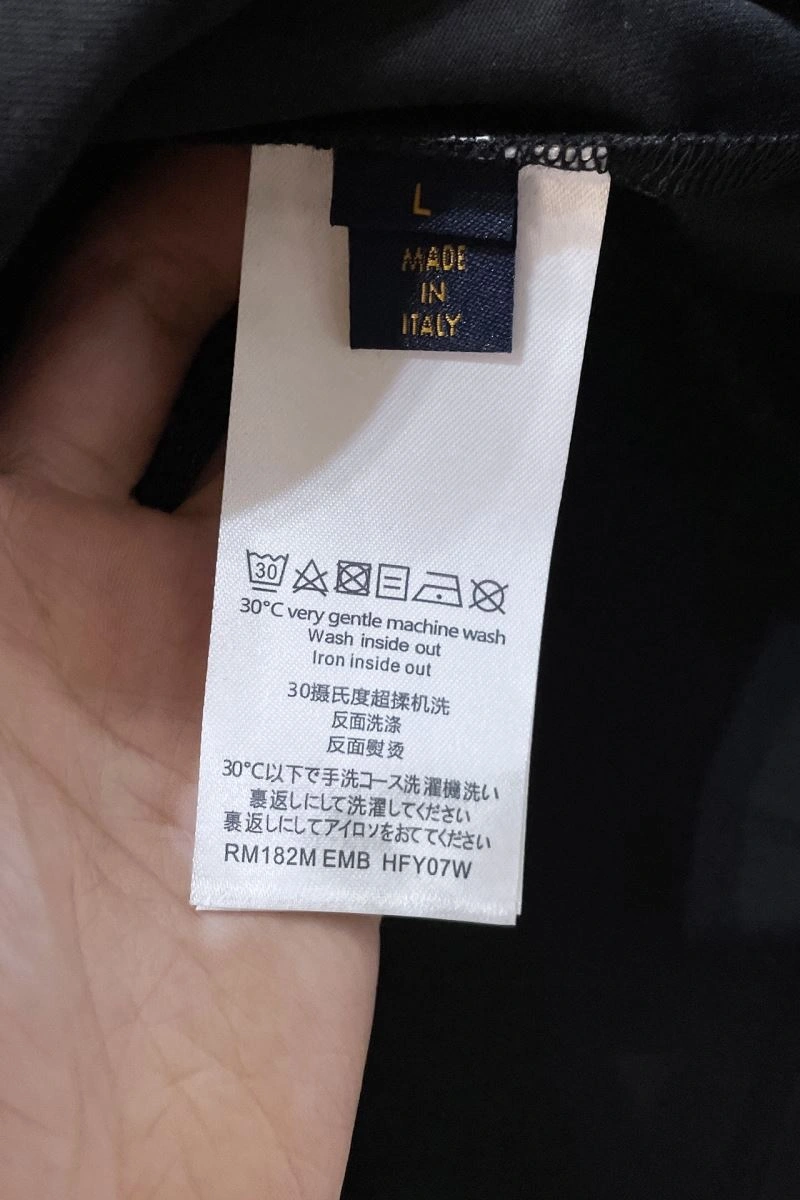 L
MADE
IN
ITALY
30
30°C very gentle machine wash
Wash inside out
Iron inside out
30摄氏度超揉机洗
反面洗涤
反面熨烫
30°C以下で手洗コース洗濯機洗い
裏返しにして洗濯してください
裏返しにしてアイロソをおててください
RM182M EMB HFY07W